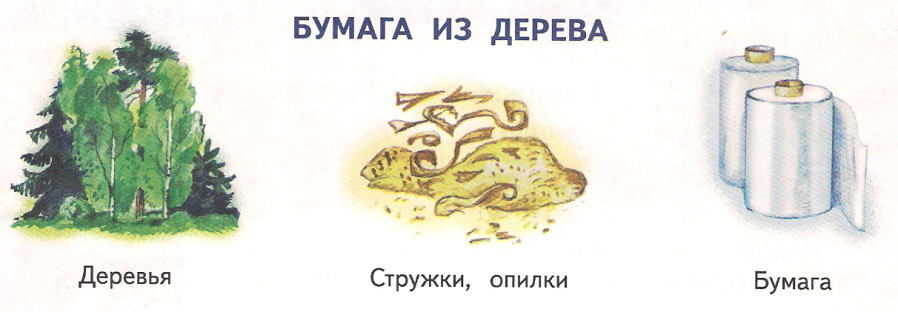 БУМАГА ИЗ ДЕРЕВА
Деревья
Стружки, опилки
Бумага